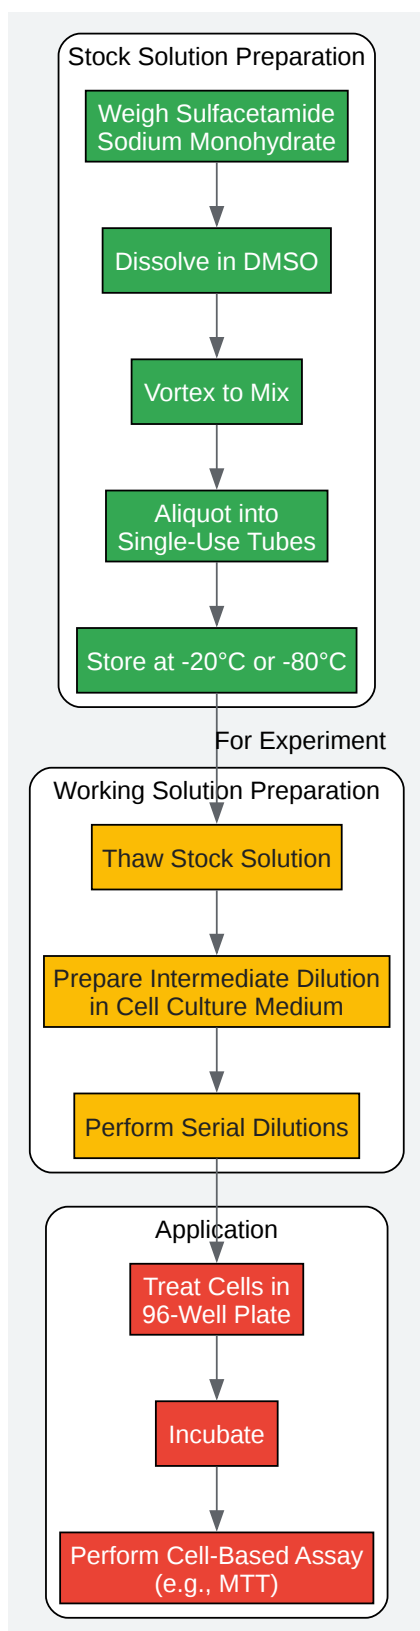 Stock Solution Preparation
Weigh Sulfacetamide
Sodium Monohydrate
Dissolve in DMSO
Vortex to Mix
Aliquot into
Single-Use Tubes
Store at -20°C or -80°C
For Experiment
Working Solution Preparation
Thaw Stock Solution
Prepare Intermediate Dilution
in Cell Culture Medium
Perform Serial Dilutions
Application
Treat Cells in
96-Well Plate
Incubate
Perform Cell-Based Assay
(e.g., MTT)